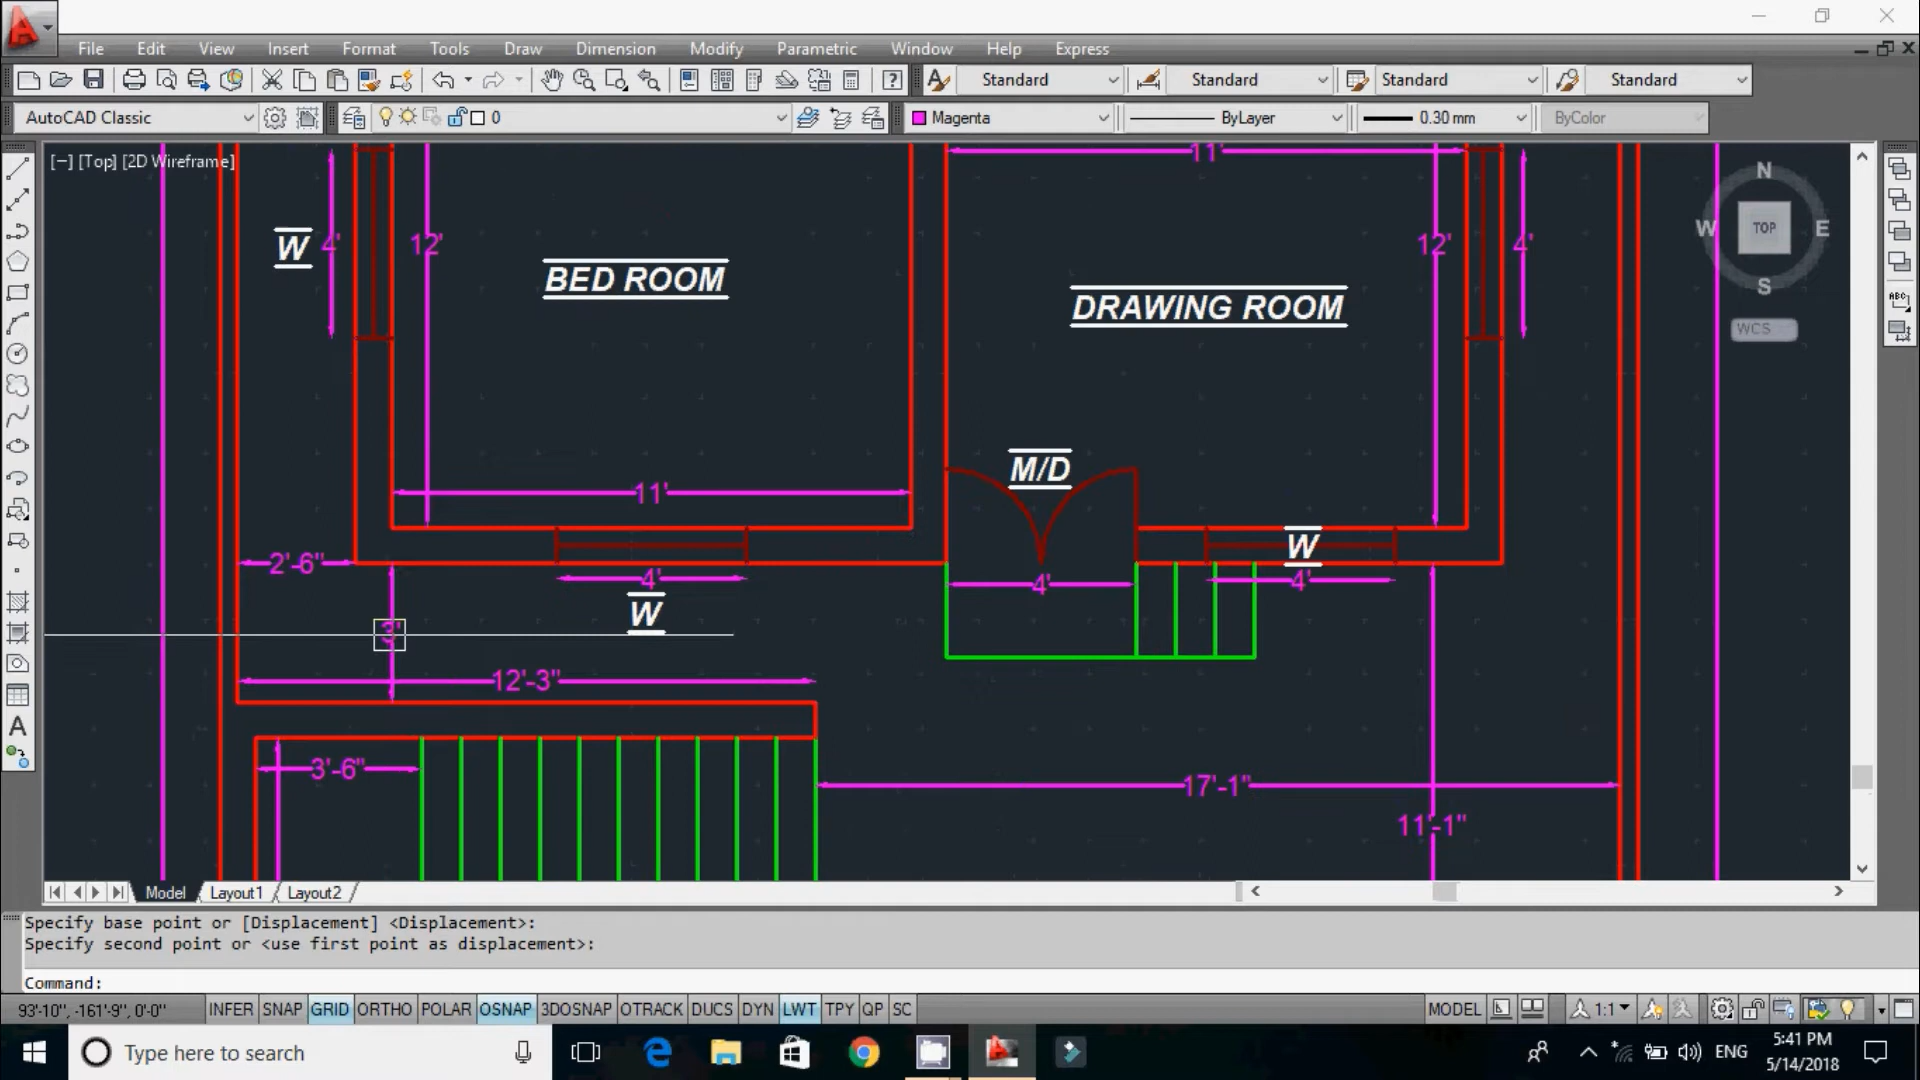 File Edit View Insert Format Tools Draw Dimension Modify Parametric Window Help Express
Standard Standard Standard Standard
AutoCAD Classic 0 Magenta ByLayer 0.30 mm ByColor
[−] [Top] [2D Wireframe]
11'
N
W TOP E
S
WCS
W 4' 12' 12' 4'
BED ROOM
DRAWING ROOM
M/D
11'
W
2'-6" 4' 4' 4'
W
3'
12'-3"
3'-6"
17'-1"
11'-1"
ABC
A
Model Layout1 Layout2
Specify base point or [Displacement] <Displacement>:
Specify second point or <use first point as displacement>:
Command:
93'-10", -161'-9", 0'-0" INFER SNAP GRID ORTHO POLAR OSNAP 3DOSNAP OTRACK DUCS DYN LWT TPY QP SC MODEL 1:1
Type here to search
ENG
5:41 PM
5/14/2018